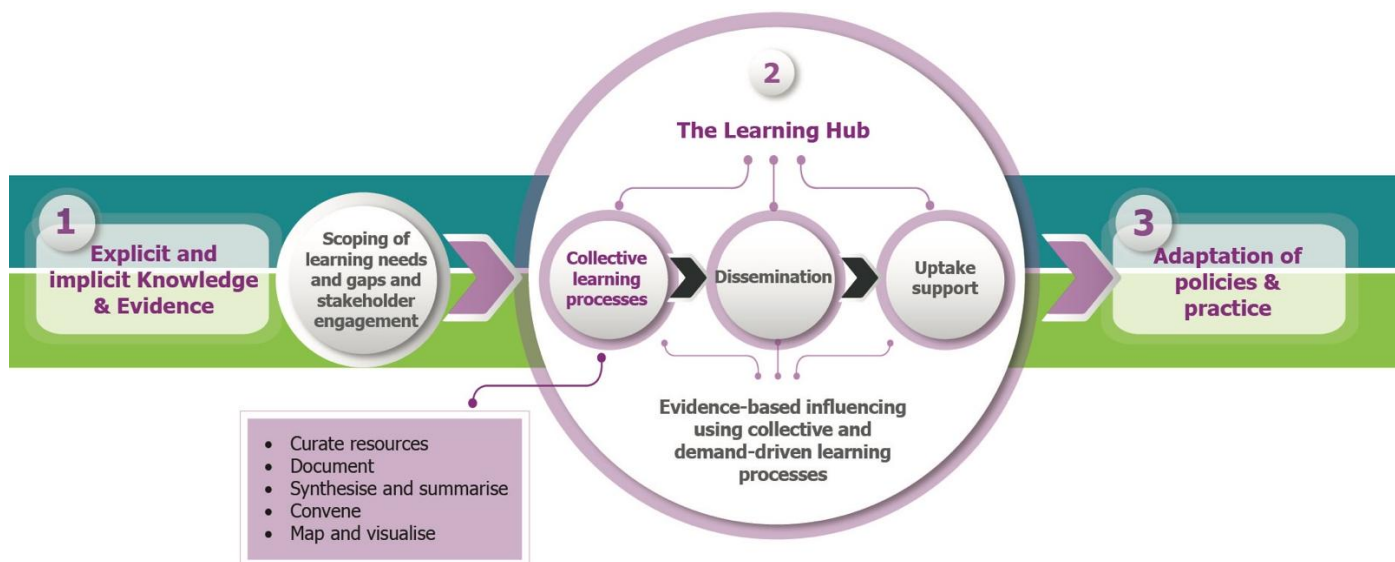 1
Explicit and
implicit Knowledge
& Evidence
Scoping of
learning needs
and gaps and
stakeholder
engagement
2
The Learning Hub
Collective
learning
processes
Dissemination
Uptake
support
Evidence-based influencing
using collective and
demand-driven learning
processes
• Curate resources
• Document
• Synthesise and summarise
• Convene
• Map and visualise
3
Adaptation of
policies &
practice